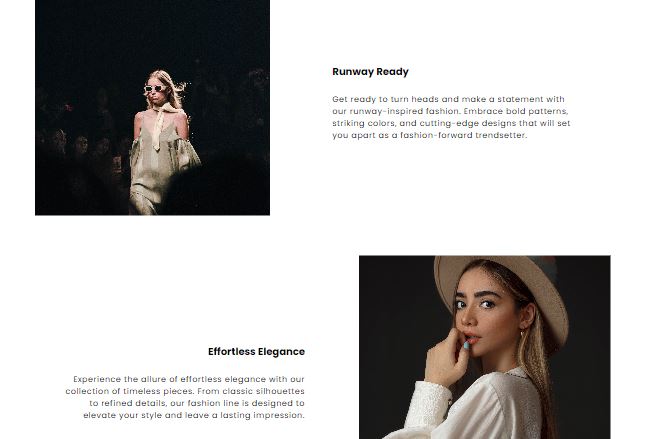 Runway Ready
Get ready to turn heads and make a statement with
our runway-inspired fashion. Embrace bold patterns,
striking colors, and cutting-edge designs that will set
you apart as a fashion-forward trendsetter.
Effortless Elegance
Experience the allure of effortless elegance with our
collection of timeless pieces. From classic silhouettes
to refined details, our fashion line is designed to
elevate your style and leave a lasting impression.